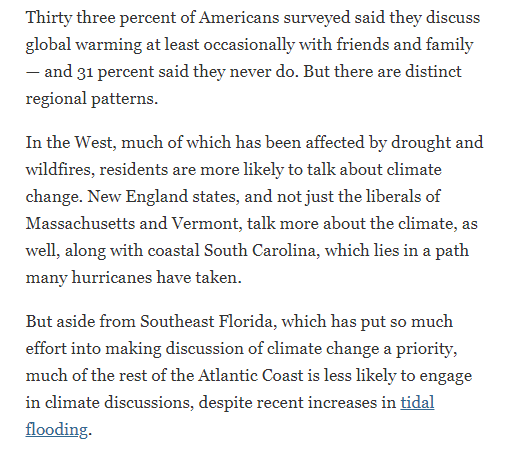 Thirty three percent of Americans surveyed said they discuss
global warming at least occasionally with friends and family
— and 31 percent said they never do. But there are distinct
regional patterns.
In the West, much of which has been affected by drought and
wildfires, residents are more likely to talk about climate
change. New England states, and not just the liberals of
Massachusetts and Vermont, talk more about the climate, as
well, along with coastal South Carolina, which lies in a path
many hurricanes have taken.
But aside from Southeast Florida, which has put so much
effort into making discussion of climate change a priority,
much of the rest of the Atlantic Coast is less likely to engage
in climate discussions, despite recent increases in tidal
flooding.